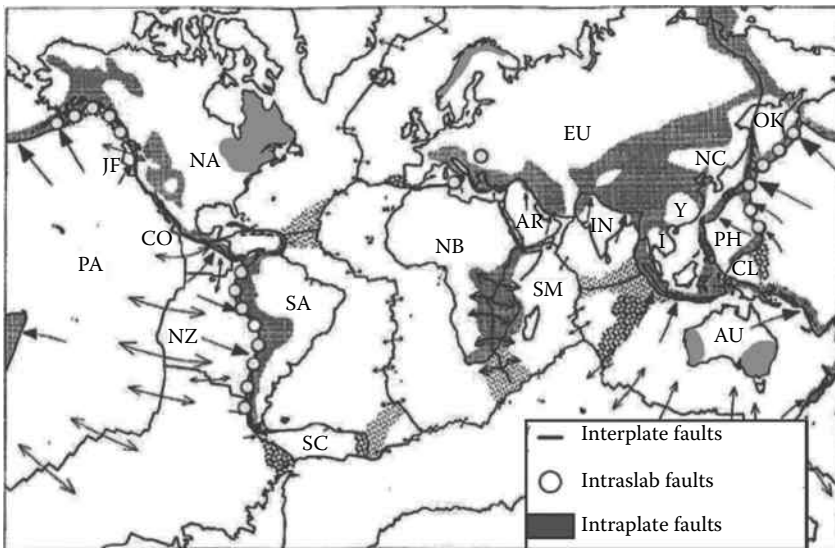 OK
EU
JF
NA
NC
AR
IN
Y
CO
I
PH
NB
PA
CL
SA
SM
NZ
AU
SC
Interplate faults
Intraslab faults
Intraplate faults